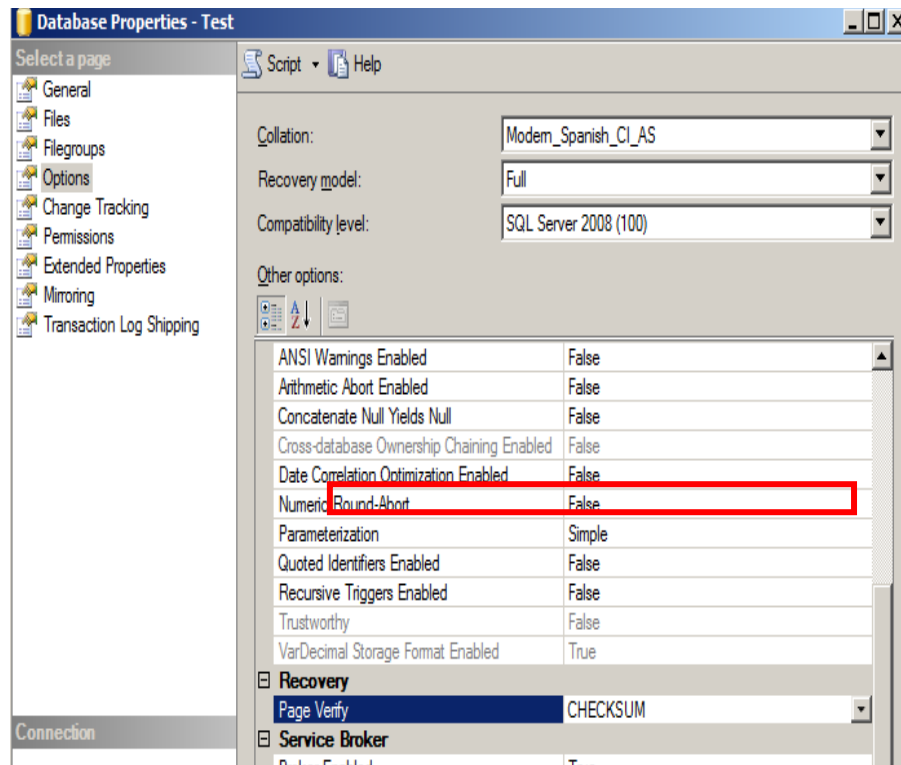 Database Properties - Test
Select a page
General
Files
Filegroups
Options
Change Tracking
Permissions
Extended Properties
Mirroring
Transaction Log Shipping
Connection
Script Help
Collation: Modern_Spanish_CI_AS
Recovery model: Full
Compatibility level: SQL Server 2008 (100)
Other options:
ANSI Warnings Enabled False
Arithmetic Abort Enabled False
Concatenate Null Yields Null False
Cross-database Ownership Chaining Enabled False
Date Correlation Optimization Enabled False
Numeric Round-Abort False
Parameterization Simple
Quoted Identifiers Enabled False
Recursive Triggers Enabled False
Trustworthy False
VarDecimal Storage Format Enabled True
Recovery
Page Verify CHECKSUM
Service Broker